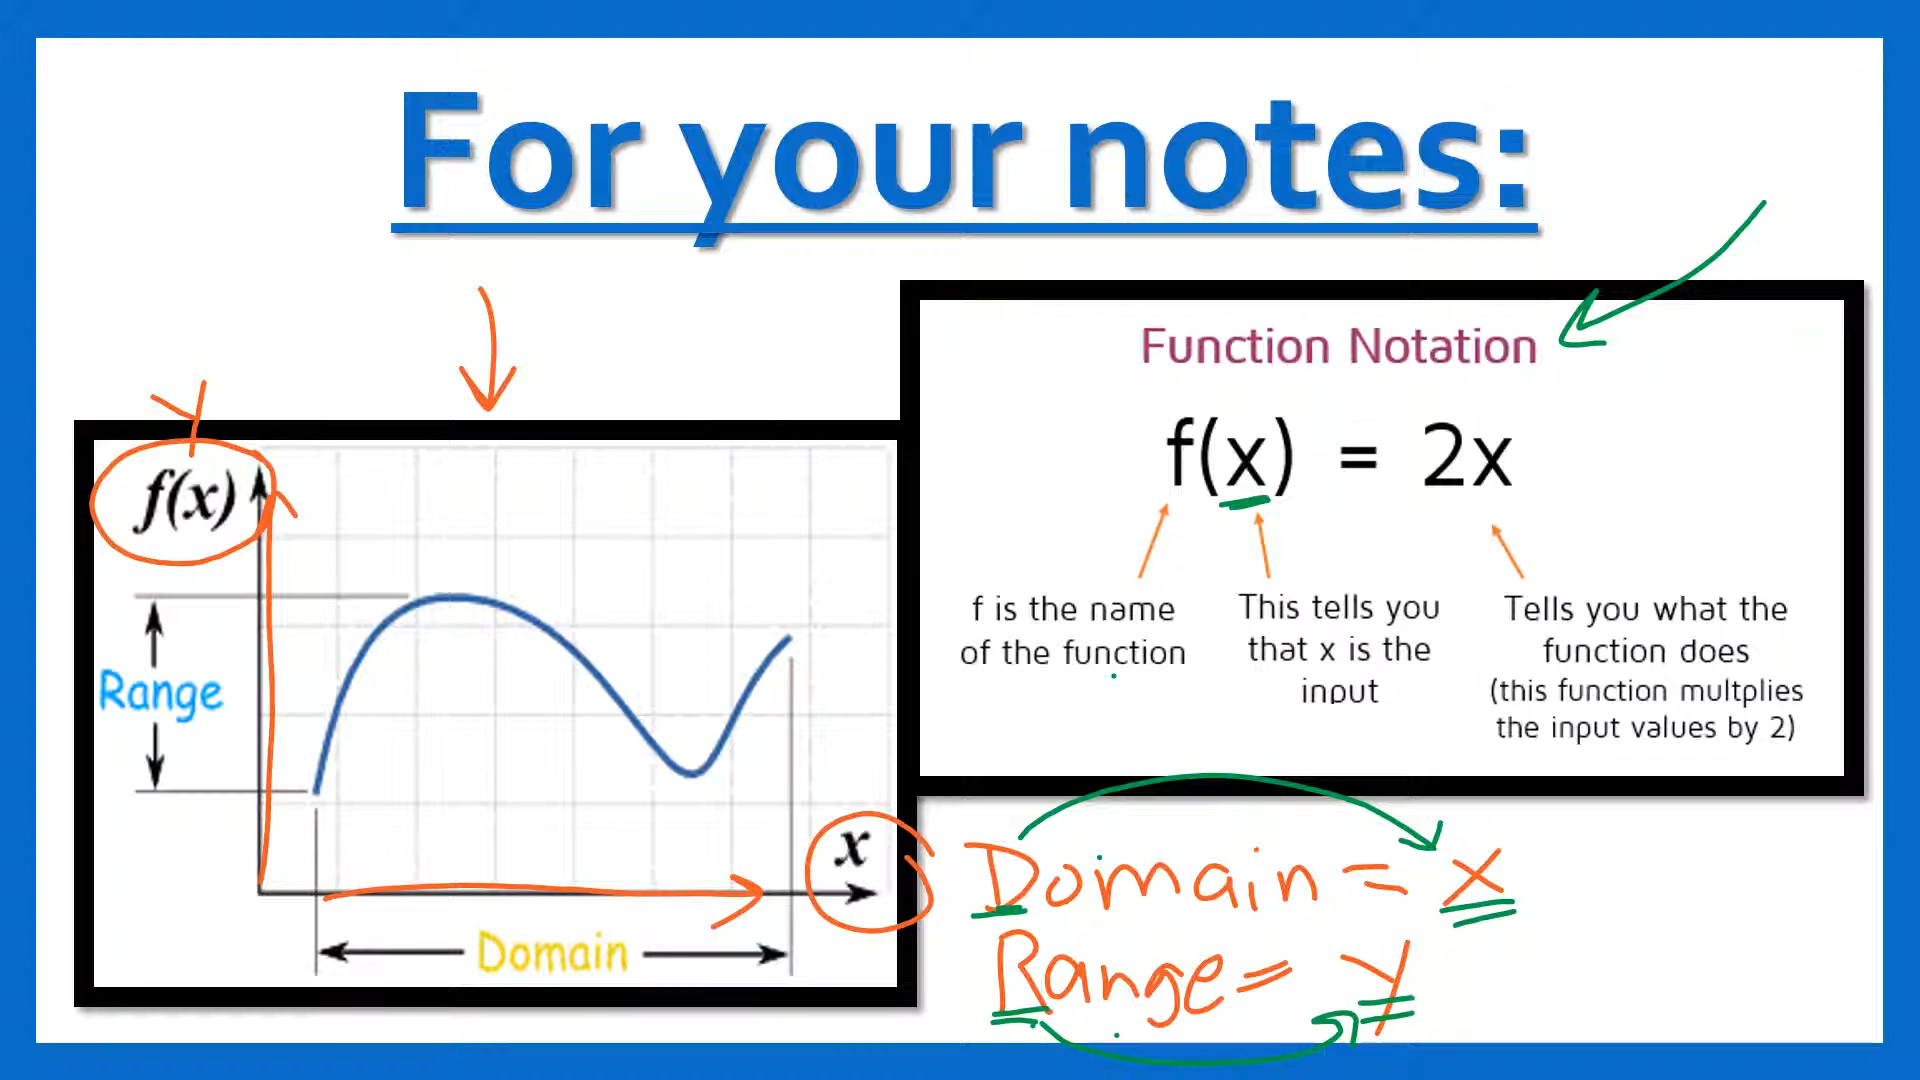 For your notes:
Y
f(x)
Range
x
Domain
Function Notation
f(x) = 2x
f is the name
of the function
This tells you
that x is the
input
Tells you what the
function does
(this function multplies
the input values by 2)
Domain = x
Range = y